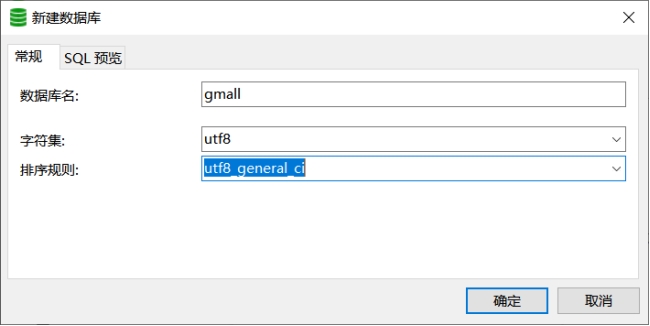 新建数据库
常规 SQL 预览
数据库名: gmall
字符集: utf8
排序规则: utf8_general_ci
确定 取消